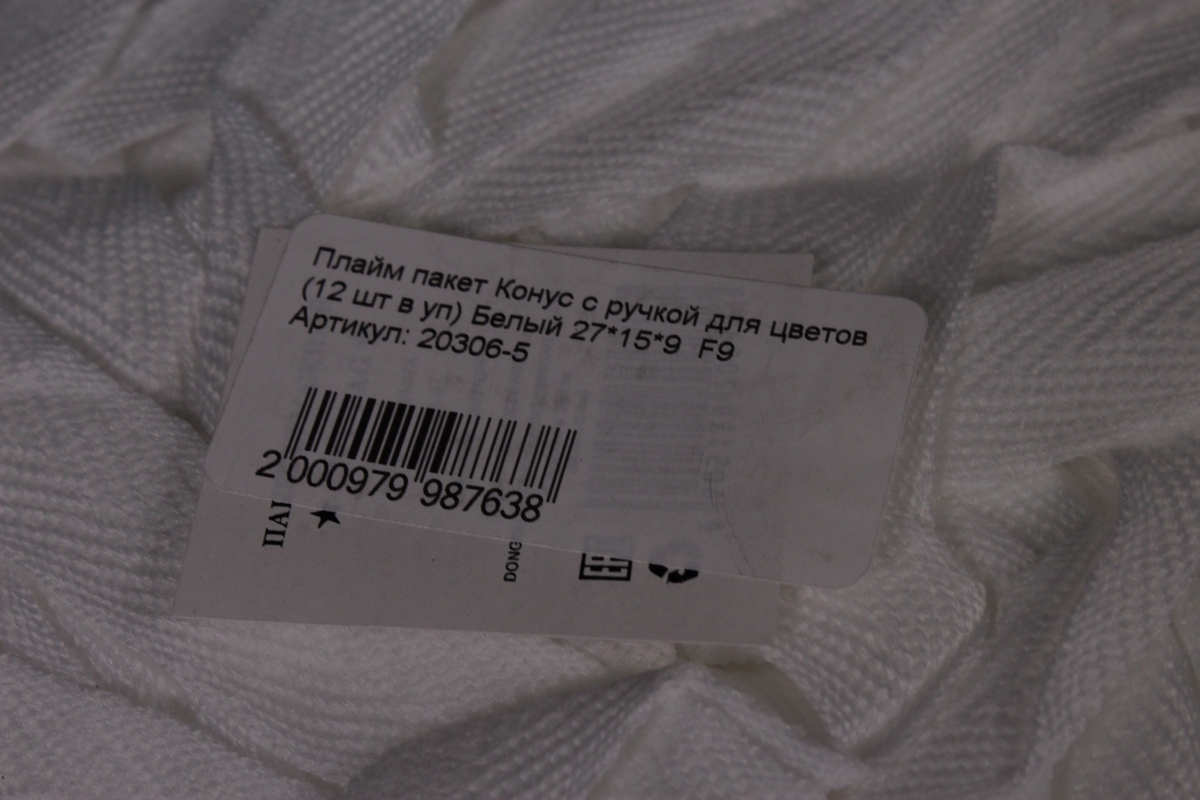 Плайм пакет Конус с ручкой для цветов
(12 шт в уп) Белый 27*15*9 F9
Артикул: 20306-5
2 000979 987638
DONG